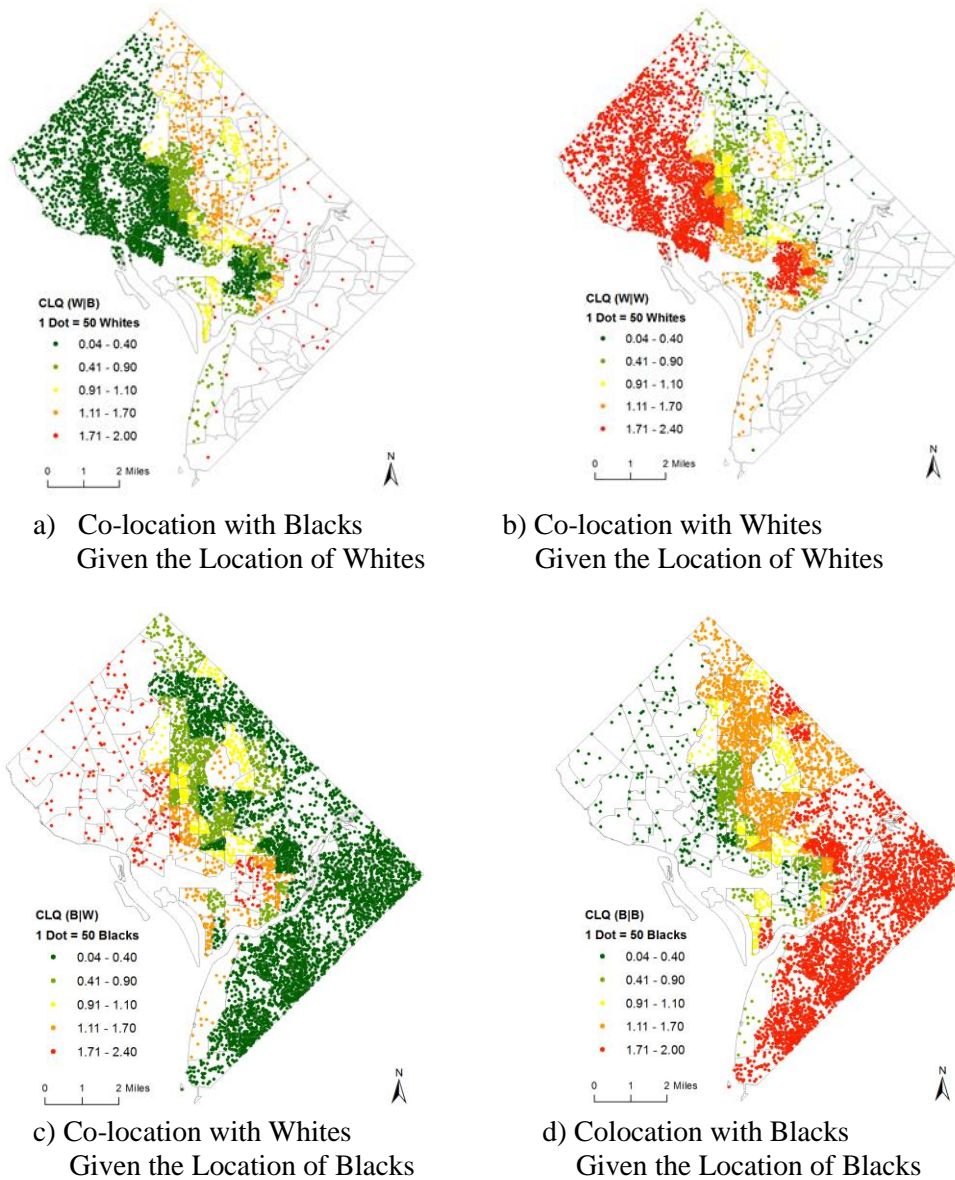 CLQ (W|B)
1 Dot = 50 Whites
0.04 - 0.40
0.41 - 0.90
0.91 - 1.10
1.11 - 1.70
1.71 - 2.00
0 1 2 Miles
N
a) Co-location with Blacks
Given the Location of Whites
CLQ (W|W)
1 Dot = 50 Whites
0.04 - 0.40
0.41 - 0.90
0.91 - 1.10
1.11 - 1.70
1.71 - 2.40
0 1 2 Miles
N
b) Co-location with Whites
Given the Location of Whites
CLQ (B|W)
1 Dot = 50 Blacks
0.04 - 0.40
0.41 - 0.90
0.91 - 1.10
1.11 - 1.70
1.71 - 2.40
0 1 2 Miles
N
c) Co-location with Whites
Given the Location of Blacks
CLQ (B|B)
1 Dot = 50 Blacks
0.04 - 0.40
0.41 - 0.90
0.91 - 1.10
1.11 - 1.70
1.71 - 2.00
0 1 2 Miles
N
d) Colocation with Blacks
Given the Location of Blacks